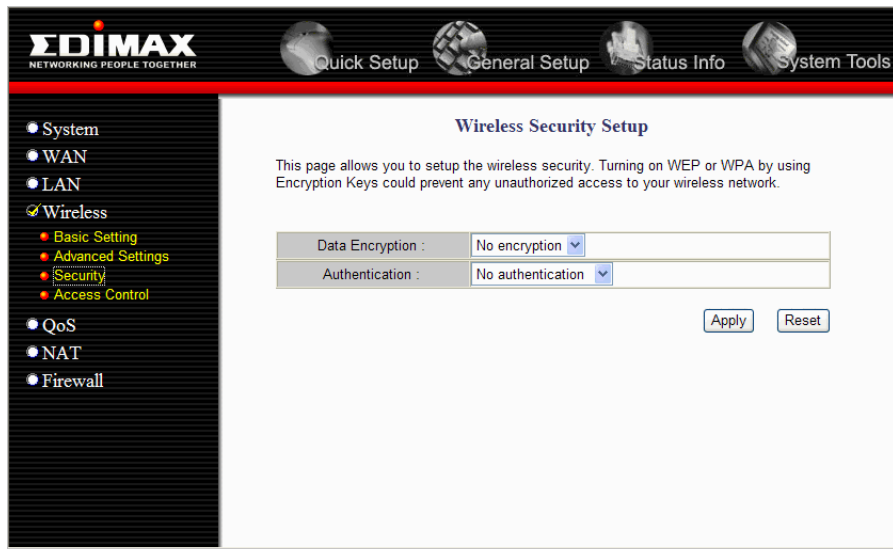 EDIMAX
NETWORKING PEOPLE TOGETHER
Quick Setup
General Setup
Status Info
System Tools
System
WAN
LAN
Wireless
Basic Setting
Advanced Settings
Security
Access Control
QoS
NAT
Firewall
Wireless Security Setup
This page allows you to setup the wireless security. Turning on WEP or WPA by using
Encryption Keys could prevent any unauthorized access to your wireless network.
Data Encryption : No encryption
Authentication : No authentication
Apply Reset